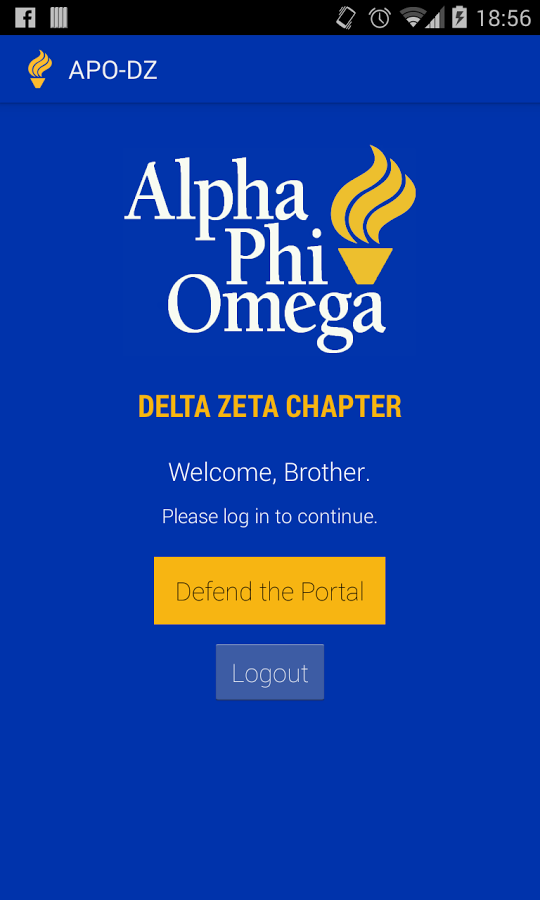 18:56
APO-DZ
Alpha
Phi
Omega
DELTA ZETA CHAPTER
Welcome, Brother.
Please log in to continue.
Defend the Portal
Logout